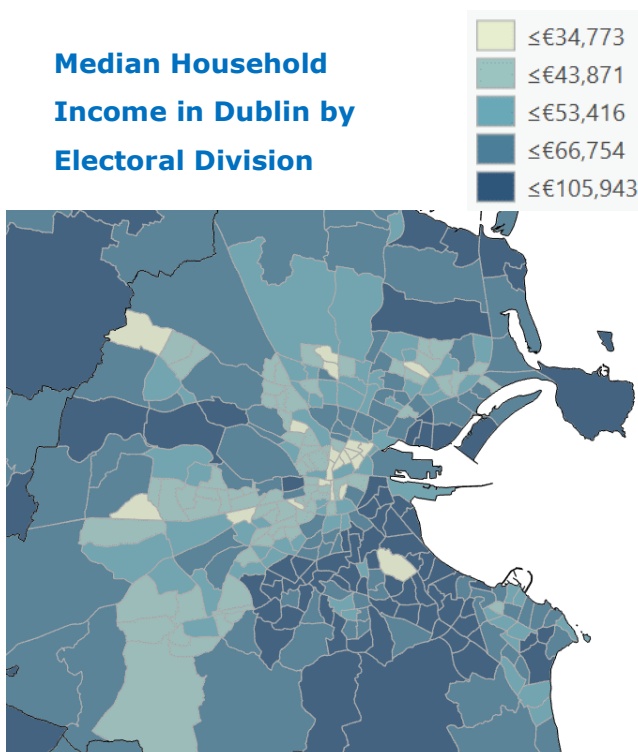 Median Household
Income in Dublin by
Electoral Division
≤€34,773
≤€43,871
≤€53,416
≤€66,754
≤€105,943